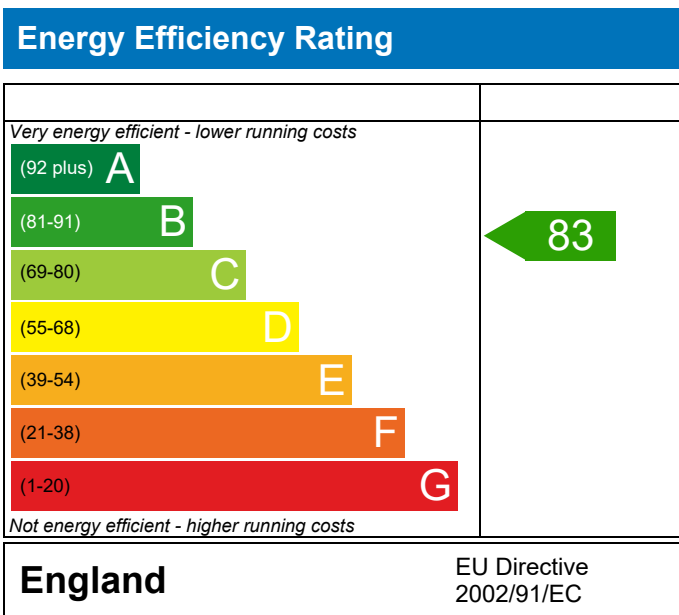 Energy Efficiency Rating
Very energy efficient - lower running costs
(92 plus) A
(81-91) B
83
(69-80) C
(55-68) D
(39-54) E
(21-38) F
(1-20) G
Not energy efficient - higher running costs
England
EU Directive
2002/91/EC